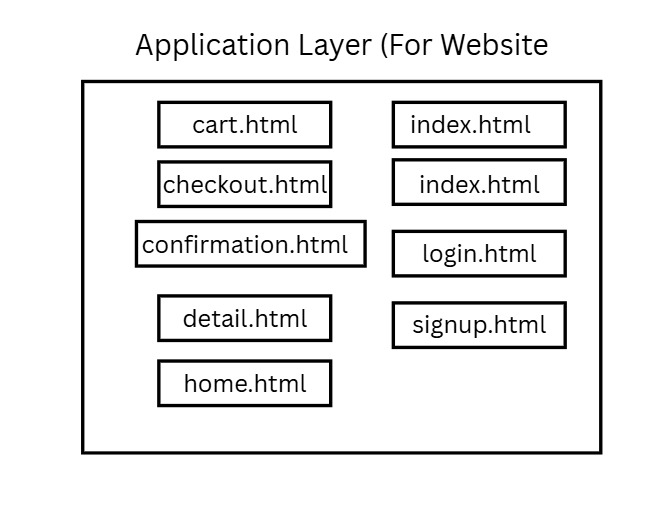 Application Layer (For Website
cart.html
checkout.html
confirmation.html
detail.html
home.html
index.html
index.html
login.html
signup.html